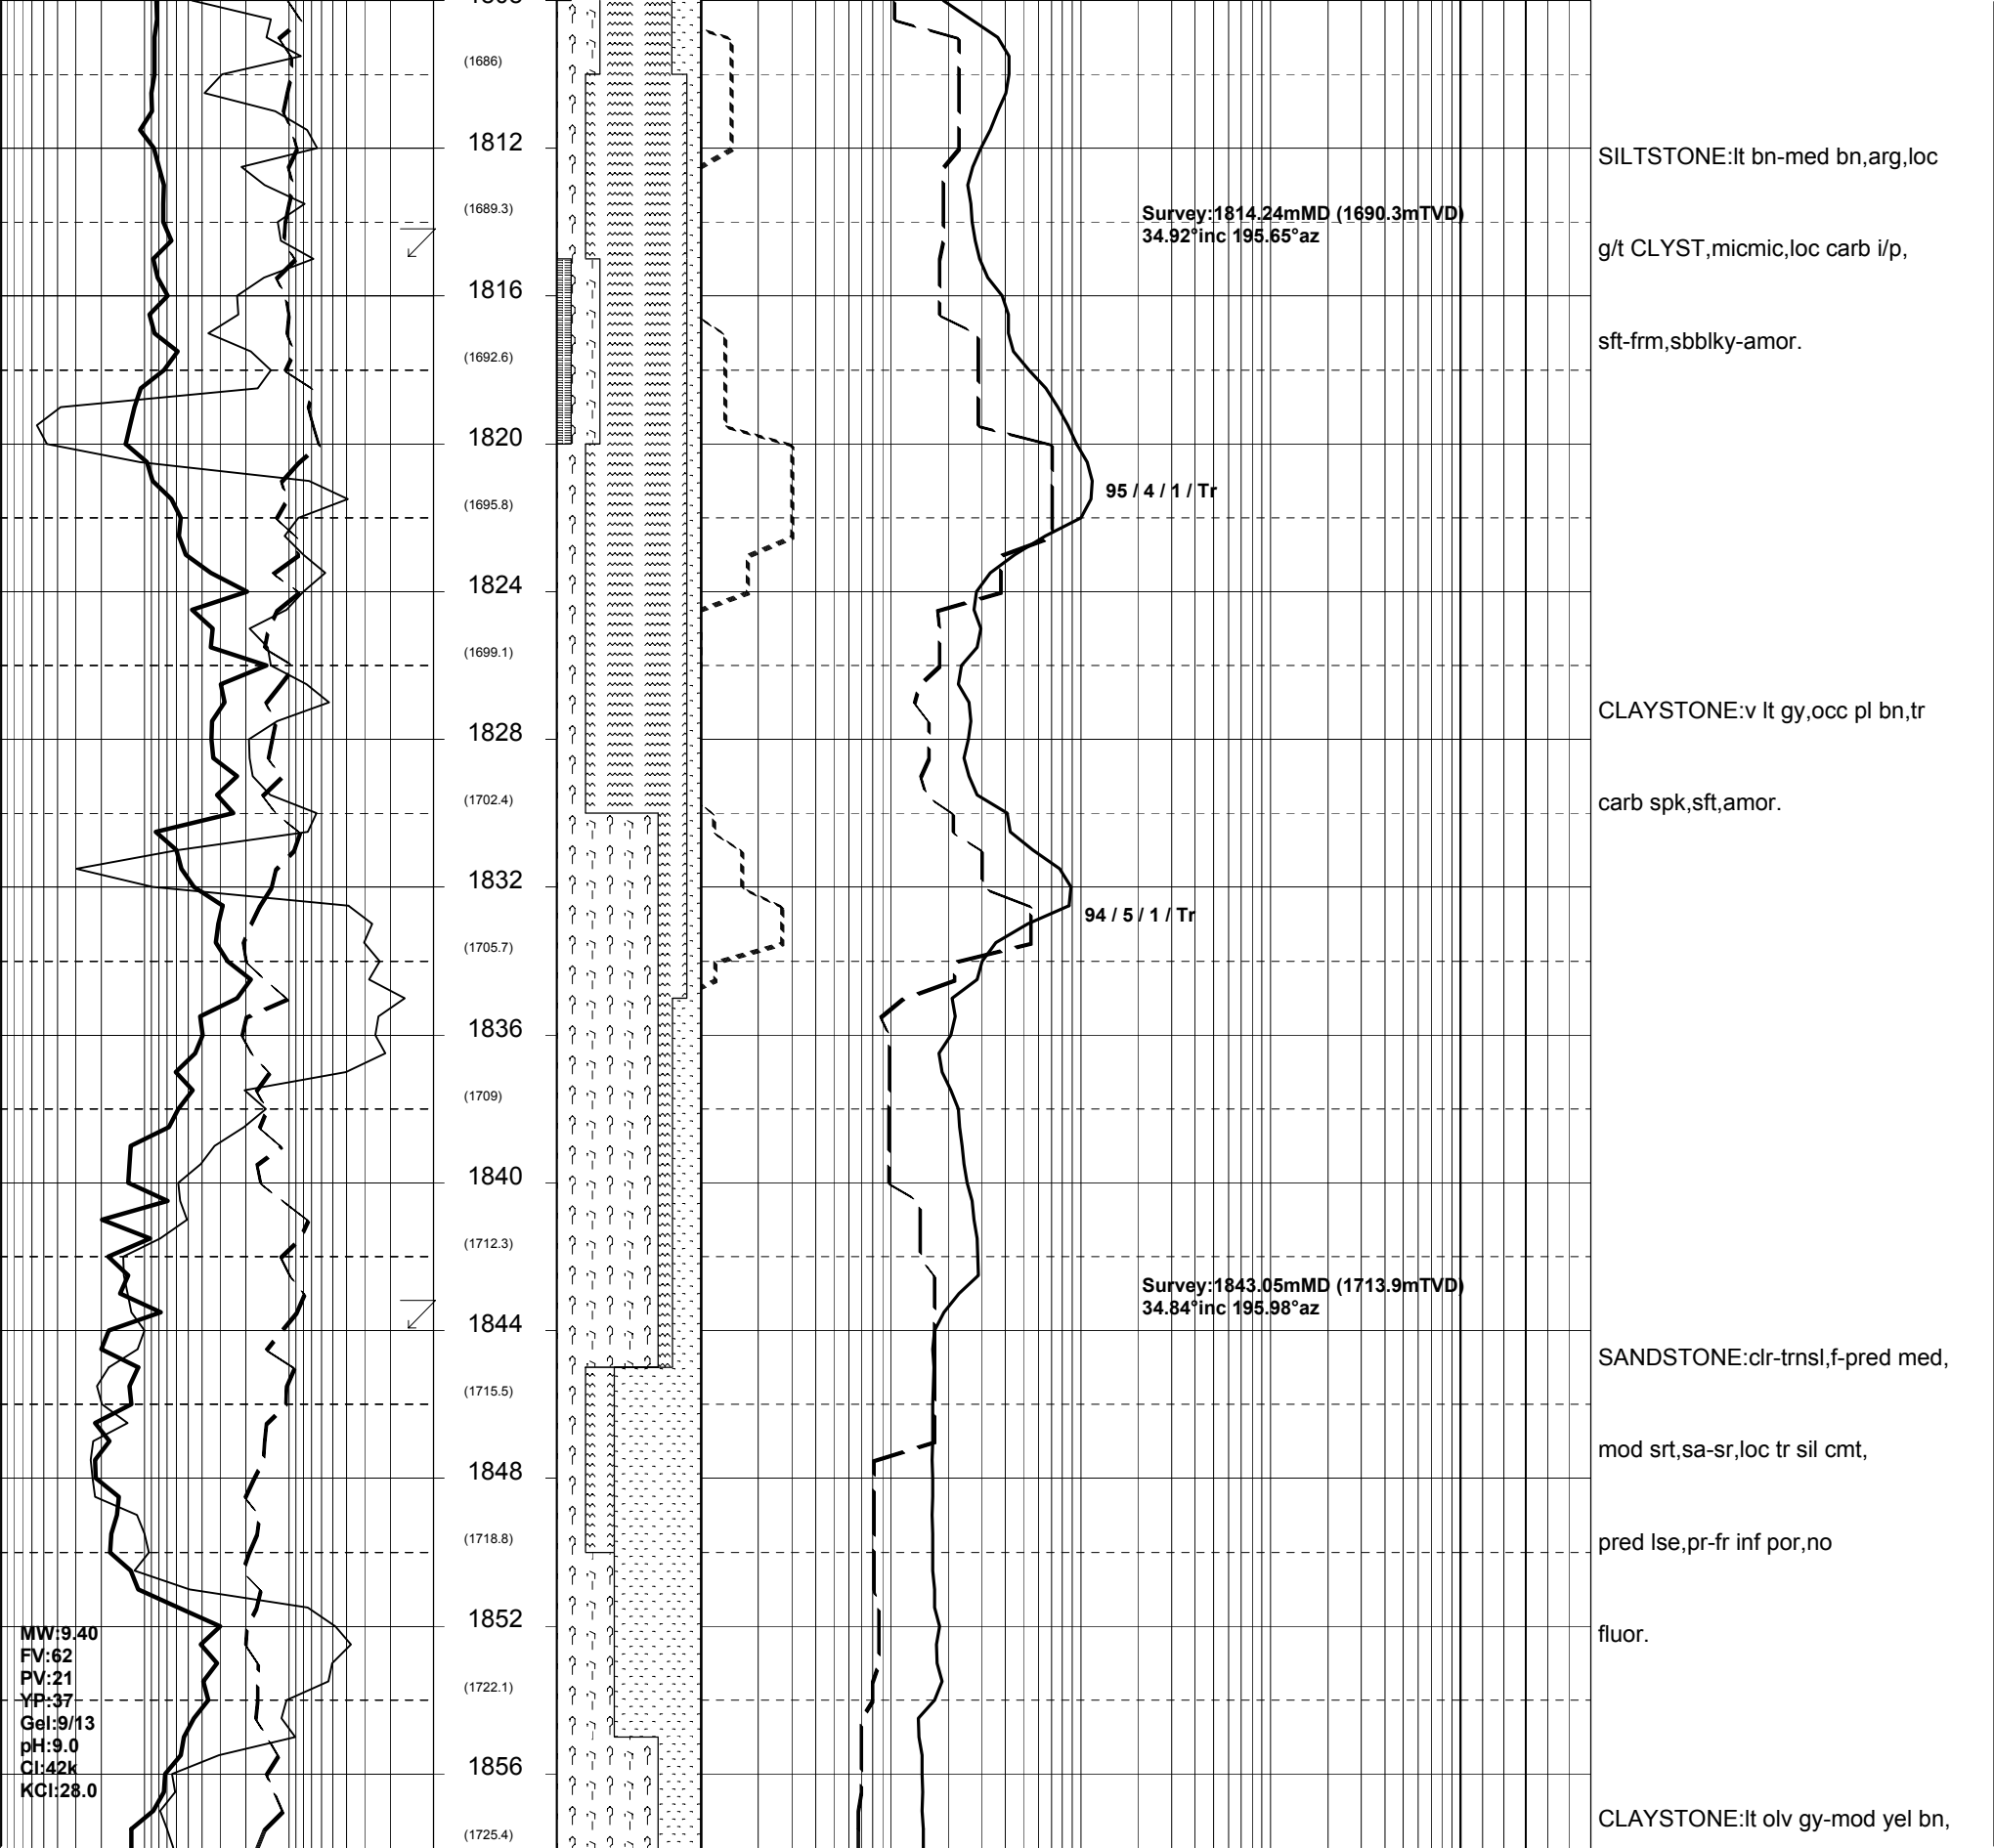 (1686)
1812
SILTSTONE:lt bn-med bn,arg,loc
(1689.3)
Survey:1814.24mMD (1690.3mTVD)
34.92°inc 195.65°az
g/t CLYST,micmic,loc carb i/p,
1816
sft-frm,sbblky-amor.
(1692.6)
1820
95 / 4 / 1 / Tr
(1695.8)
1824
(1699.1)
CLAYSTONE:v lt gy,occ pl bn,tr
1828
(1702.4)
carb spk,sft,amor.
1832
94 / 5 / 1 / Tr
(1705.7)
1836
(1709)
1840
(1712.3)
Survey:1843.05mMD (1713.9mTVD)
34.84°inc 195.98°az
1844
SANDSTONE:clr-trnsl,f-pred med,
(1715.5)
mod srt,sa-sr,loc tr sil cmt,
1848
(1718.8)
pred lse,pr-fr inf por,no
1852
fluor.
MW:9.40
FV:62
PV:21
YP:37
Gel:9/13
pH:9.0
Cl:42k
KCl:28.0
(1722.1)
1856
CLAYSTONE:lt olv gy-mod yel bn,
(1725.4)